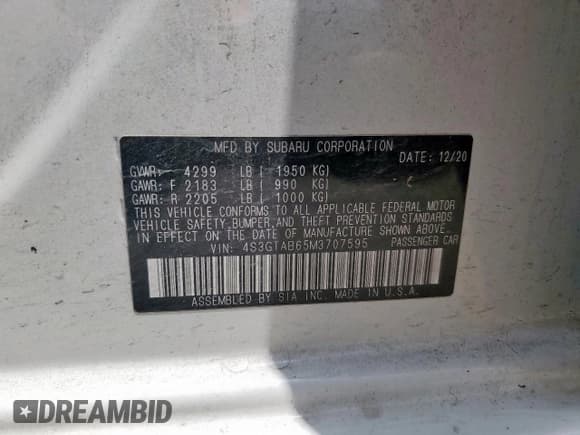 MFD BY SUBARU CORPORATION
DATE: 12/20
GVWR: 4299 LB ( 1950 KG)
GAWR: F 2183 LB ( 990 KG)
GAWR: R 2205 LB ( 1000 KG)
THIS VEHICLE CONFORMS TO ALL APPLICABLE FEDERAL MOTOR
VEHICLE SAFETY,BUMPER,AND THEFT PREVENTION STANDARDS
IN EFFECT ON THE DATE OF MANUFACTURE SHOWN ABOVE.
VIN: 4S3GTAB65M3707595 PASSENGER CAR
ASSEMBLED BY SIA INC. MADE IN U.S.A.
DREAMBID